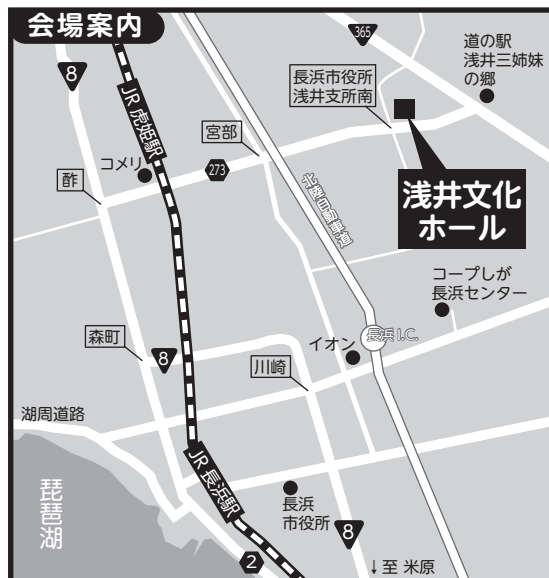 会場案内
365
道の駅
浅井三姉妹
の郷
8
長浜市役所
浅井支所南
JR 虎姫駅
宮部
コメリ
273
酢
浅井文化
ホール
北陸自動車道
コープしが
長浜センター
長浜 I.C.
イオン
森町
8
川崎
湖周道路
JR 長浜駅
琵琶湖
長浜
市役所
8
2
↓至 米原